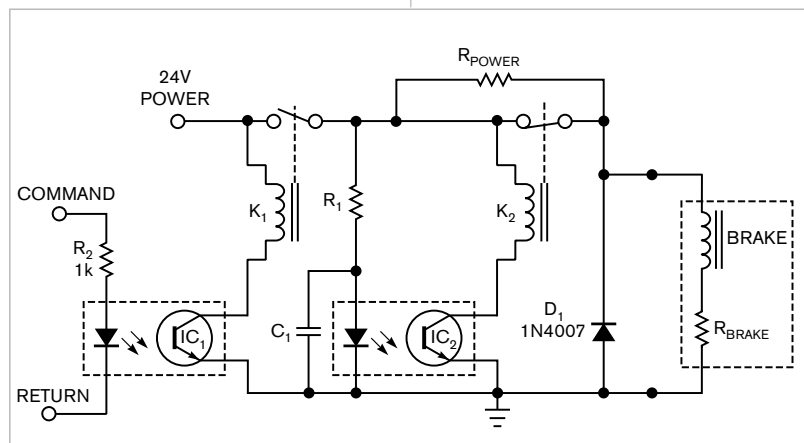 R_POWER
24V
POWER
COMMAND
K_1
R_1
K_2
R_2
1k
BRAKE
IC_1
C_1
IC_2
D_1
1N4007
R_BRAKE
RETURN